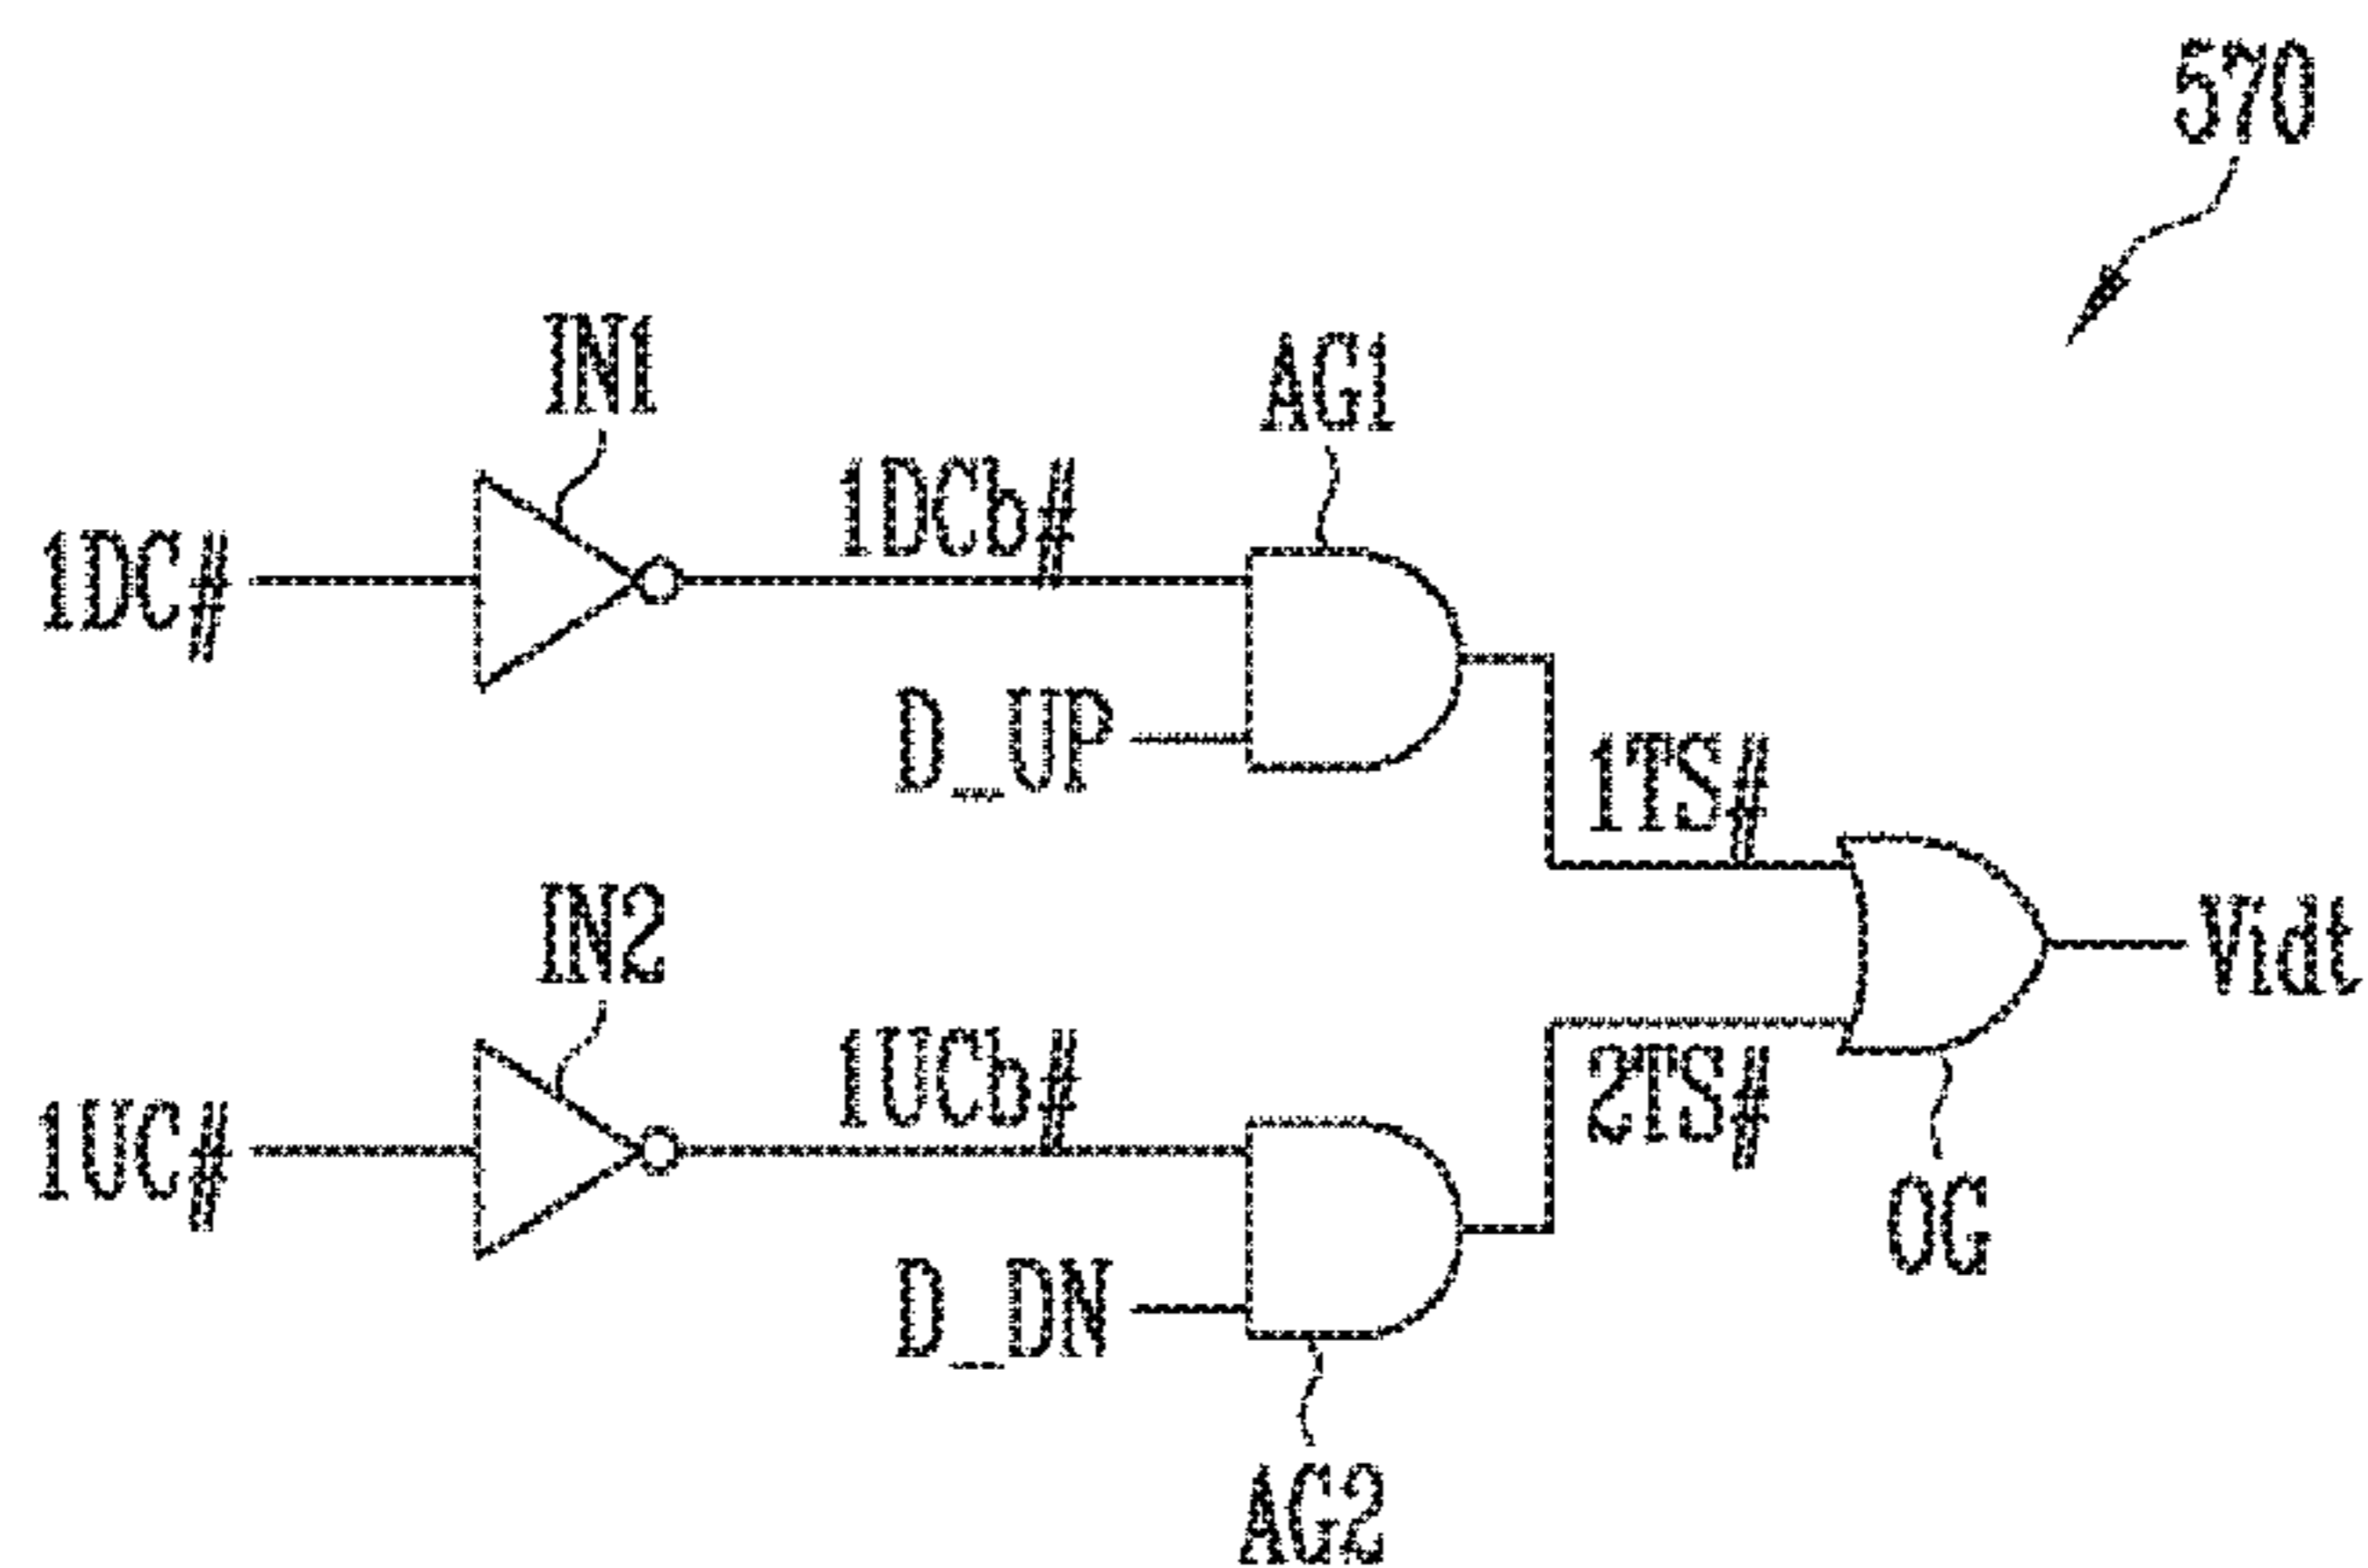 570
IN1
AG1
1DCb#
1DC#
D_UP
1TS#
IN2
Vidt
1UCb#
2TS#
1UC#
OG
D_DN
AG2